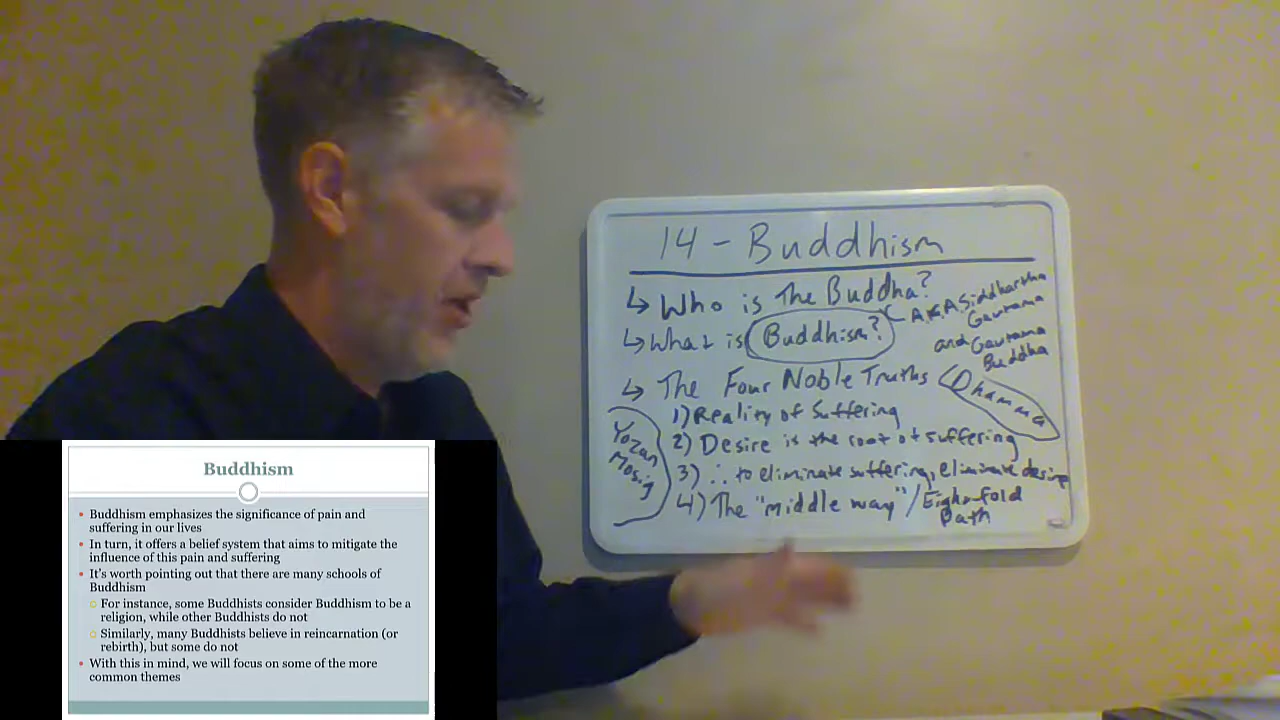 14 - Buddhism
↳ Who is The Buddha?
A.K.A Siddhartha
Gautama
and Gautama
Buddha
↳ What is Buddhism?
↳ The Four Noble Truths
Dhamma
1) Reality of Suffering
2) Desire is the root of suffering
3) ∴ to eliminate suffering, eliminate desire
4) The "middle way" / Eightfold
Path
Yozan
Mosig
Buddhism
• Buddhism emphasizes the significance of pain and
suffering in our lives
• In turn, it offers a belief system that aims to mitigate the
influence of this pain and suffering
• It's worth pointing out that there are many schools of
Buddhism
○ For instance, some Buddhists consider Buddhism to be a
religion, while other Buddhists do not
○ Similarly, many Buddhists believe in reincarnation (or
rebirth), but some do not
• With this in mind, we will focus on some of the more
common themes